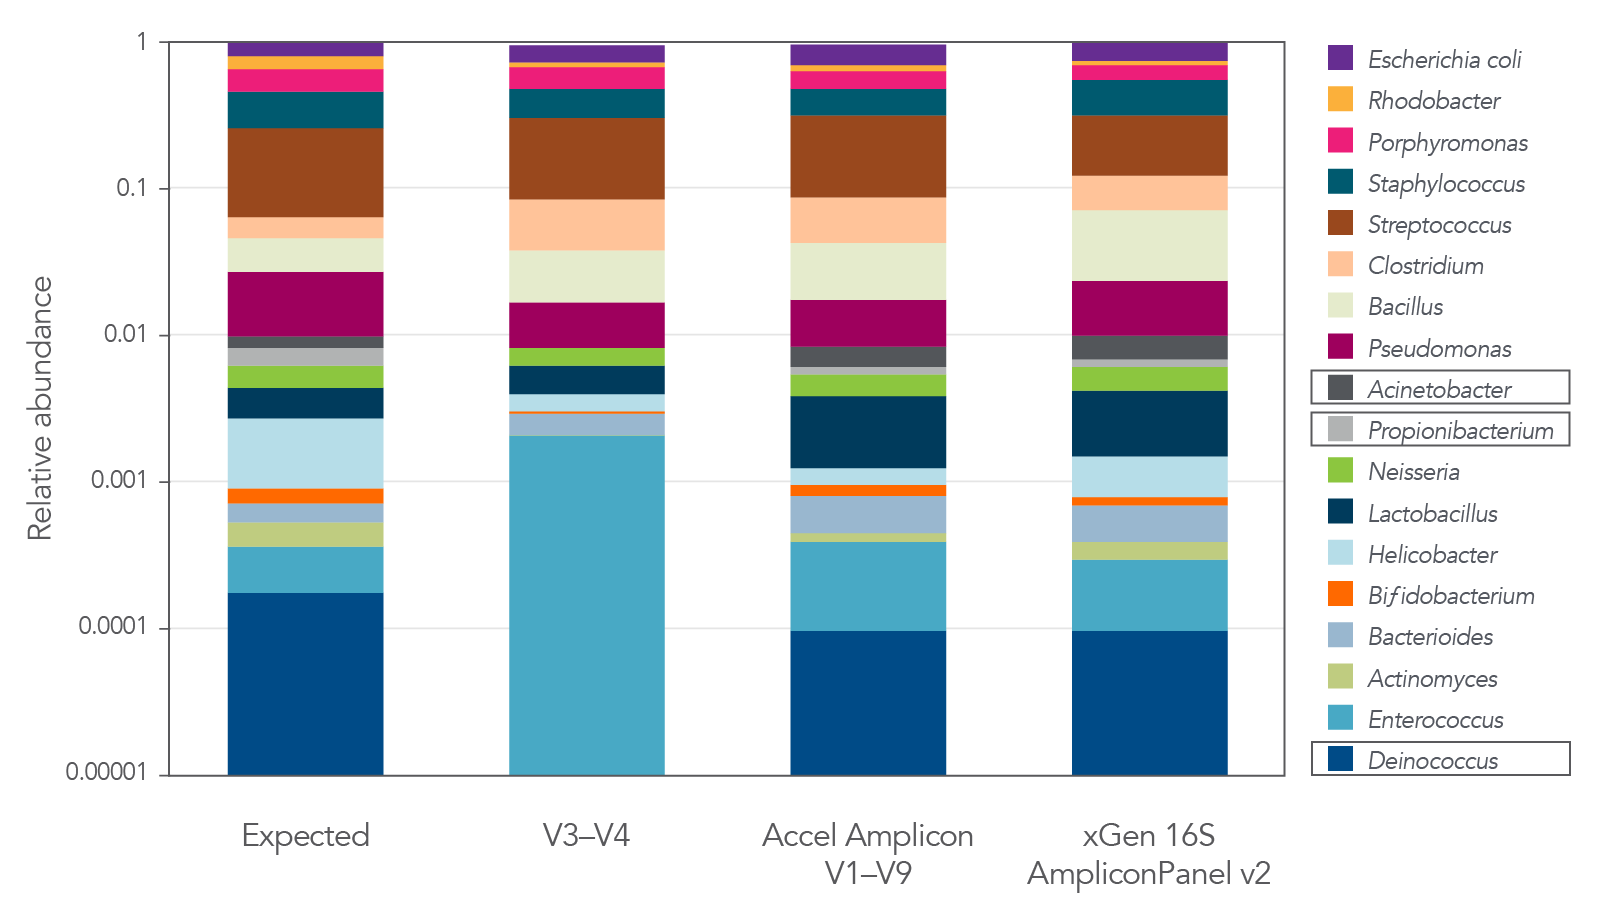 Relative abundance
1
0.1
0.01
0.001
0.0001
0.00001
Expected
V3–V4
Accel Amplicon
V1–V9
xGen 16S
AmpliconPanel v2
Escherichia coli
Rhodobacter
Porphyromonas
Staphylococcus
Streptococcus
Clostridium
Bacillus
Pseudomonas
Acinetobacter
Propionibacterium
Neisseria
Lactobacillus
Helicobacter
Bifidobacterium
Bacterioides
Actinomyces
Enterococcus
Deinococcus